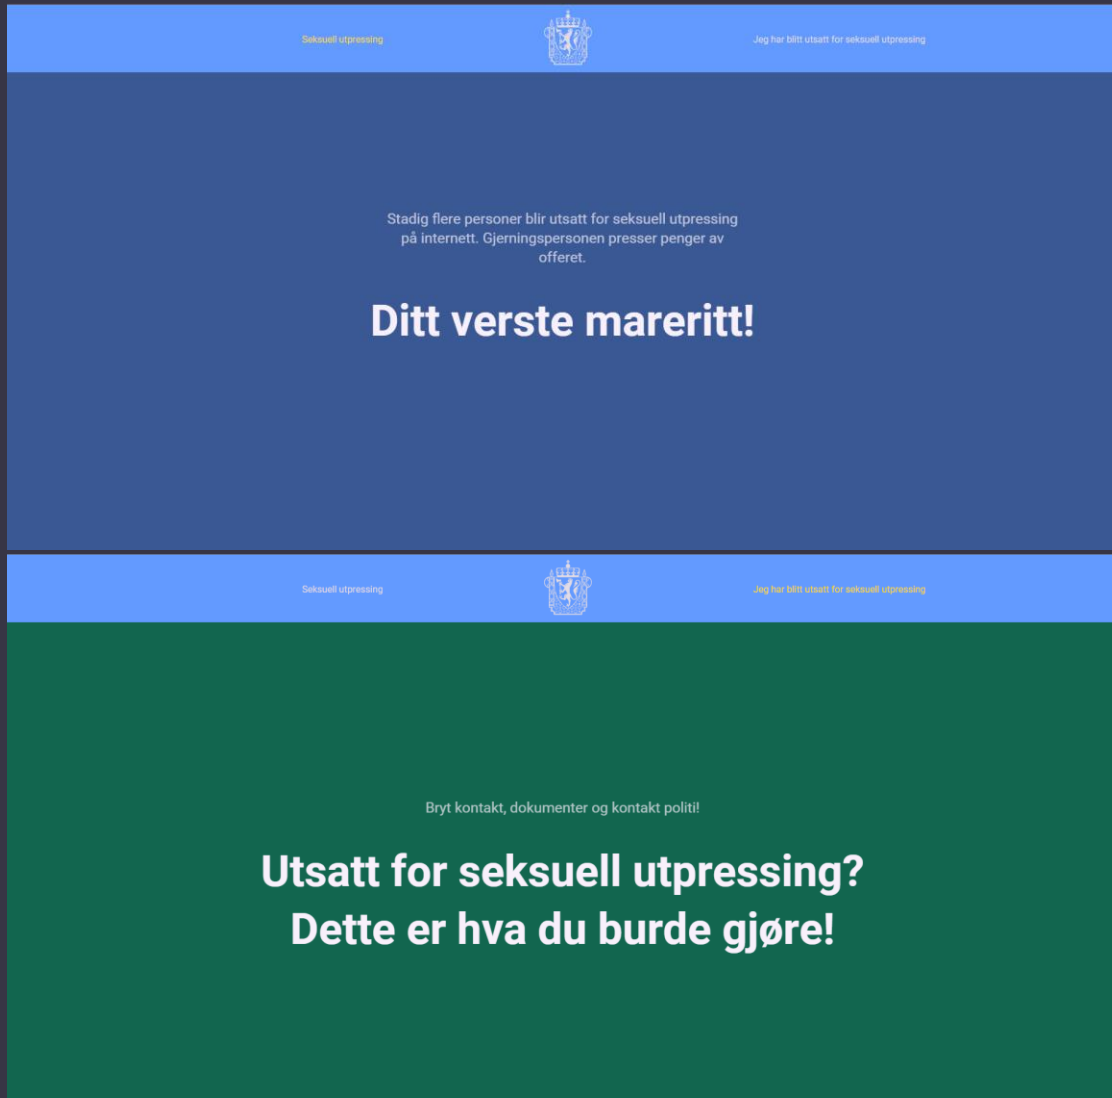 Seksuell utpressing
Jeg har blitt utsatt for seksuell utpressing
Stadig flere personer blir utsatt for seksuell utpressing
på internett. Gjerningspersonen presser penger av
offeret.
Ditt verste mareritt!
Seksuell utpressing
Jeg har blitt utsatt for seksuell utpressing
Bryt kontakt, dokumenter og kontakt politi!
Utsatt for seksuell utpressing?
Dette er hva du burde gjøre!